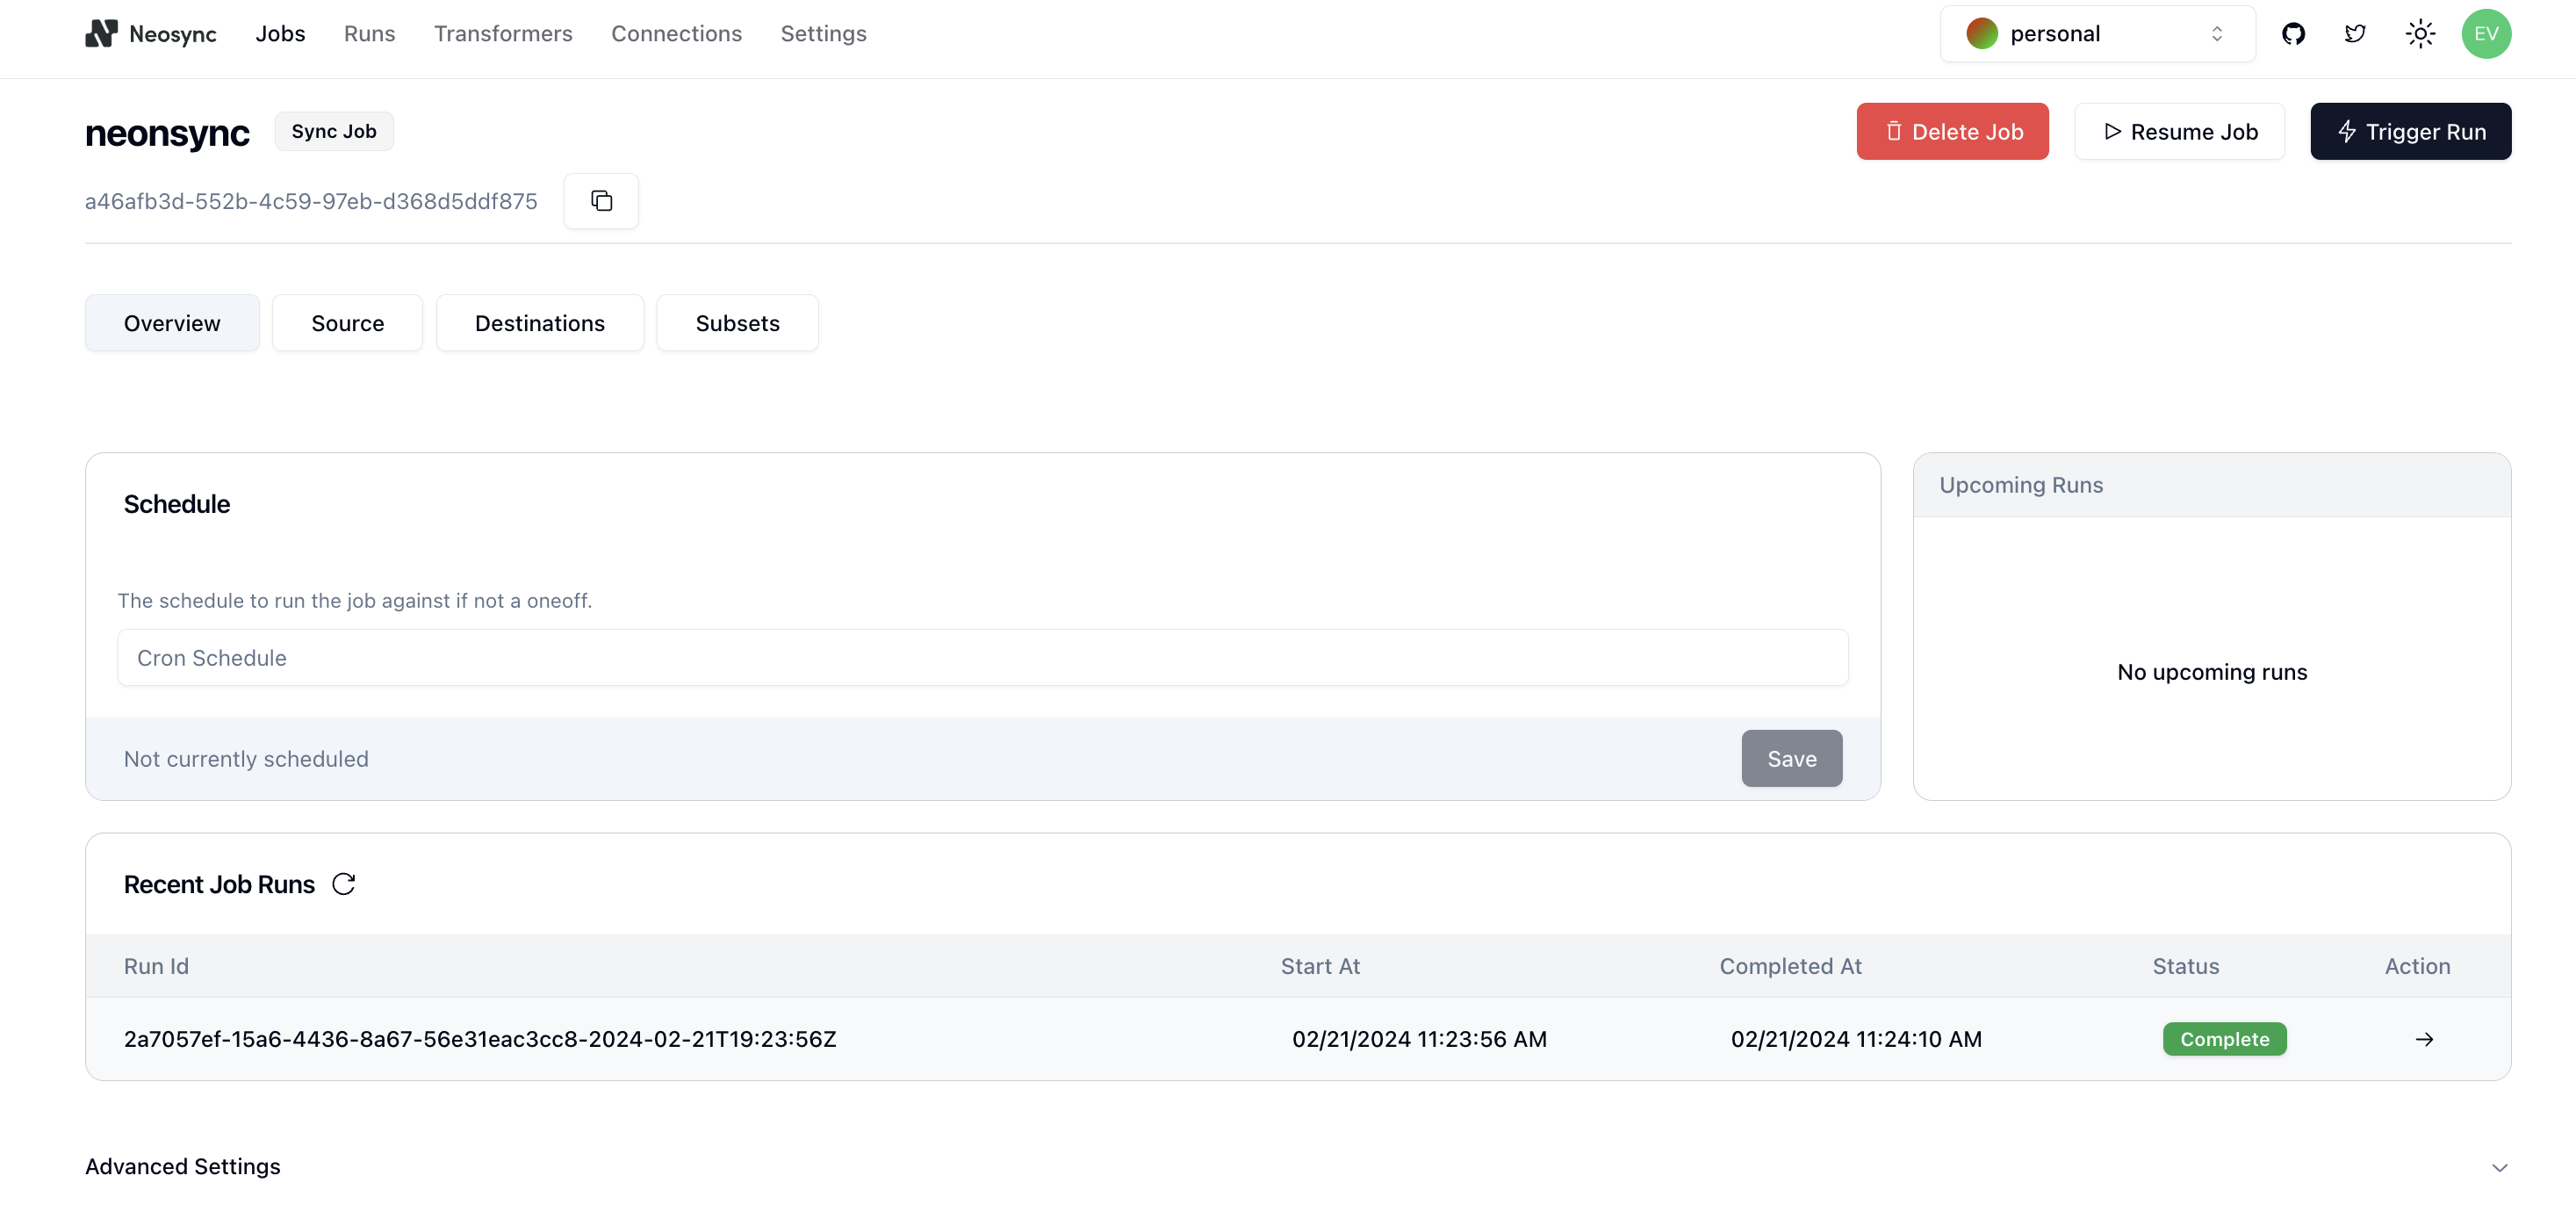 Neosync Jobs Runs Transformers Connections Settings personal EV
neonsync Sync Job Delete Job Resume Job Trigger Run
a46afb3d-552b-4c59-97eb-d368d5ddf875
Overview Source Destinations Subsets
Schedule
The schedule to run the job against if not a oneoff.
Cron Schedule
Not currently scheduled Save
Upcoming Runs
No upcoming runs
Recent Job Runs
Run Id Start At Completed At Status Action
2a7057ef-15a6-4436-8a67-56e31eac3cc8-2024-02-21T19:23:56Z 02/21/2024 11:23:56 AM 02/21/2024 11:24:10 AM Complete
Advanced Settings